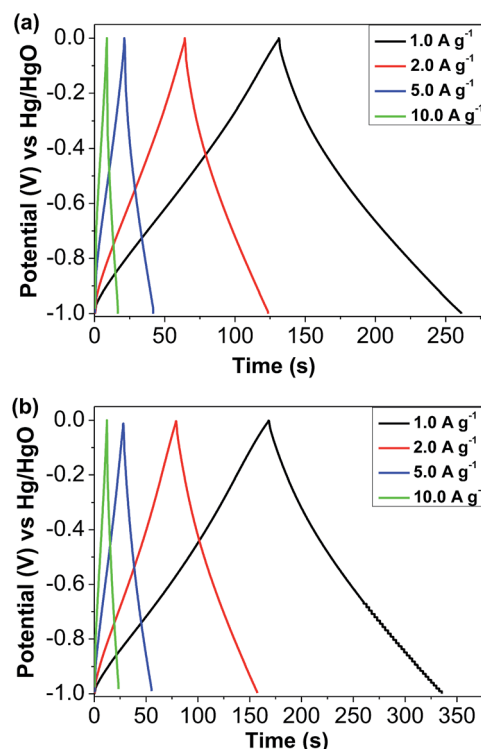 (a)
0.0
-0.2
-0.4
-0.6
-0.8
-1.0
Potential (V) vs Hg/HgO
1.0 A g⁻¹
2.0 A g⁻¹
5.0 A g⁻¹
10.0 A g⁻¹
0 50 100 150 200 250
Time (s)
(b)
0.0
-0.2
-0.4
-0.6
-0.8
-1.0
Potential (V) vs Hg/HgO
1.0 A g⁻¹
2.0 A g⁻¹
5.0 A g⁻¹
10.0 A g⁻¹
0 50 100 150 200 250 300 350
Time (s)